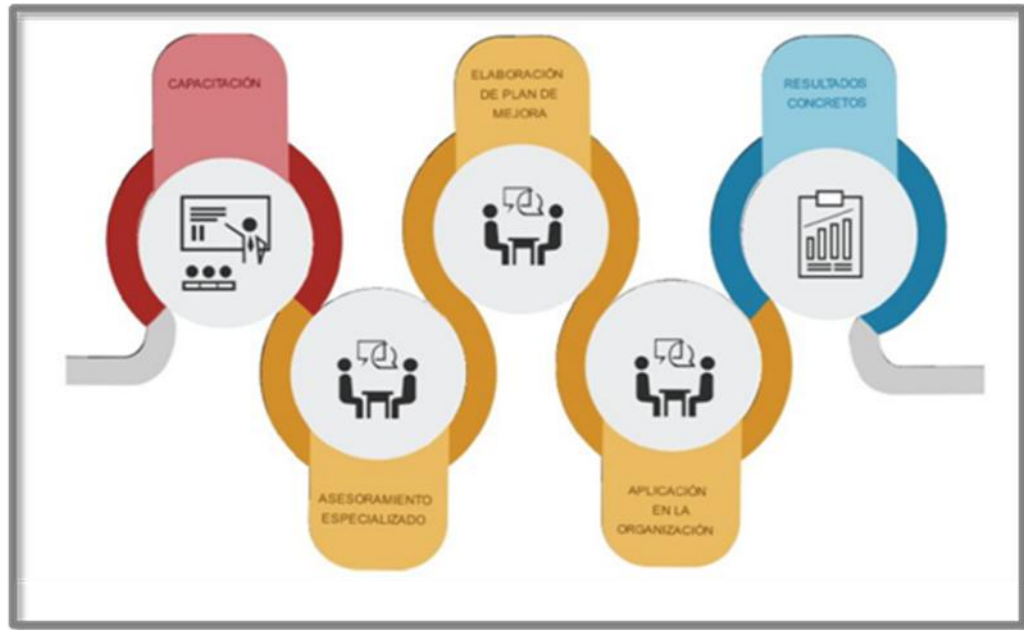 CAPACITACIÓN
ASESORAMIENTO
ESPECIALIZADO
ELABORACIÓN
DE PLAN DE
MEJORA
APLICACIÓN
EN LA
ORGANIZACIÓN
RESULTADOS
CONCRETOS